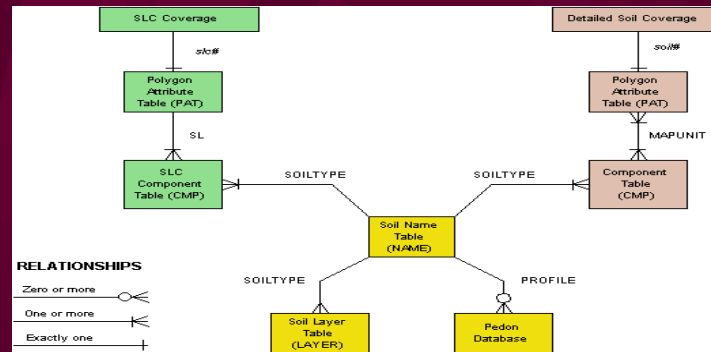 SLC Coverage
Detailed Soil Coverage
slc#
soil#
Polygon
Attribute
Table (PAT)
Polygon
Attribute
Table (PAT)
SL
MAPUNIT
SLC
Component
Table (CMP)
SOILTYPE
SOILTYPE
Component
Table
(CMP)
Soil Name
Table
(NAME)
RELATIONSHIPS
Zero or more
One or more
Exactly one
SOILTYPE
PROFILE
Soil Layer
Table
(LAYER)
Pedon
Database